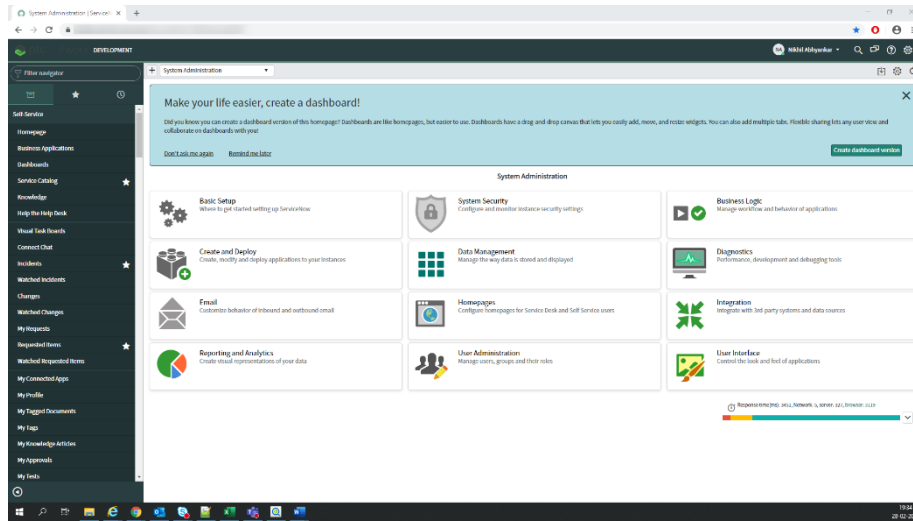 System Administration | Service
DEVELOPMENT
Nikhil Abhyankar
Filter navigator
System Administration
Self-Service
Homepage
Business Applications
Dashboards
Service Catalog
Knowledge
Help the Help Desk
Visual Task Boards
Connect Chat
Incidents
Watched Incidents
Changes
Watched Changes
My Requests
Requested Items
Watched Requested Items
My Connected Apps
My Profile
My Tagged Documents
My Tags
My Knowledge Articles
My Approvals
My Tests
Make your life easier, create a dashboard!
Did you know you can create a dashboard version of this homepage? Dashboards are like homepages, but easier to use. Dashboards have a drag and drop canvas that lets you easily add, move, and resize widgets. You can also add multiple tabs. Flexible sharing lets any user view and
collaborate on dashboards with you!
Don't ask me again
Remind me later
Create dashboard version
System Administration
Basic Setup
Where to get started setting up ServiceNow
System Security
Configure and monitor instance security settings
Business Logic
Manage workflow and behavior of applications
Create and Deploy
Create, modify and deploy applications to your instances
Data Management
Manage the way data is stored and displayed
Diagnostics
Performance, development and debugging tools
Email
Customize behavior of inbound and outbound email
Homepages
Configure homepages for Service Desk and Self Service users
Integration
Integrate with 3rd party systems and data sources
Reporting and Analytics
Create visual representations of your data
User Administration
Manage users, groups and their roles
User Interface
Control the look and feel of applications
Response time(ms):
19:34